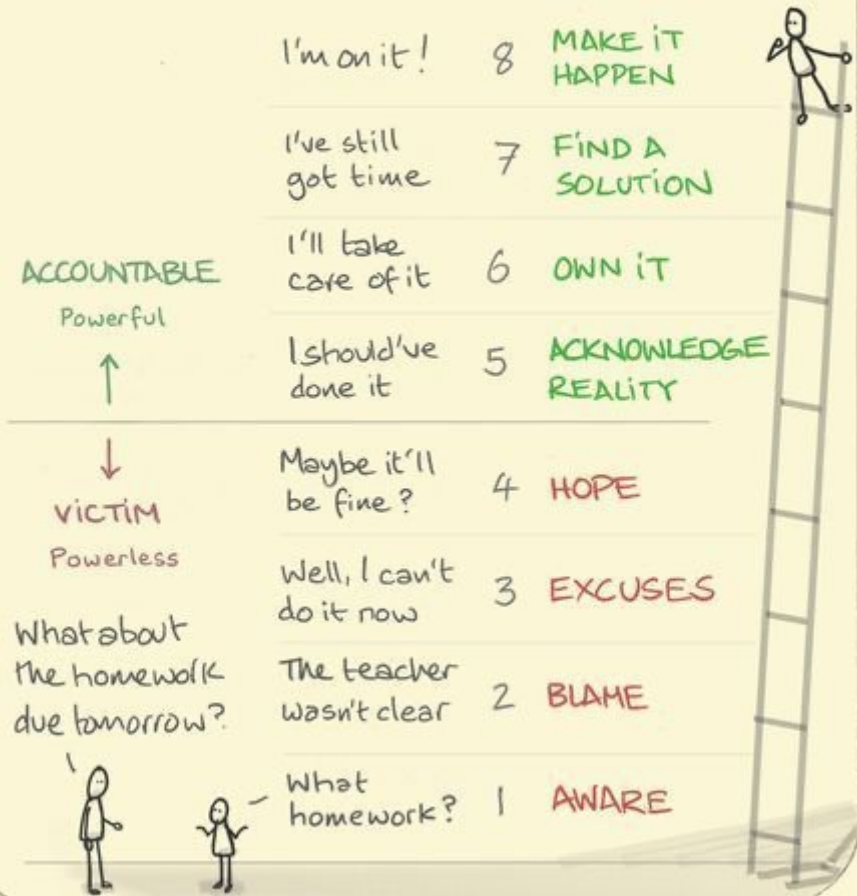 I'm on it!
8
MAKE iT
HAPPEN
I've still
got time
7
FiND A
SOLUTiON
I'll take
care of it
6
OWN iT
ACCOUNTABLE
Powerful
I should've
done it
5
ACKNOWLEDGE
REALiTY
Maybe it'll
be fine?
4
HOPE
ViCTiM
Powerless
Well, I can't
do it now
3
EXCUSES
What about
the homework
due tomorrow?
The teacher
wasn't clear
2
BLAME
What
homework?
1
AWARE